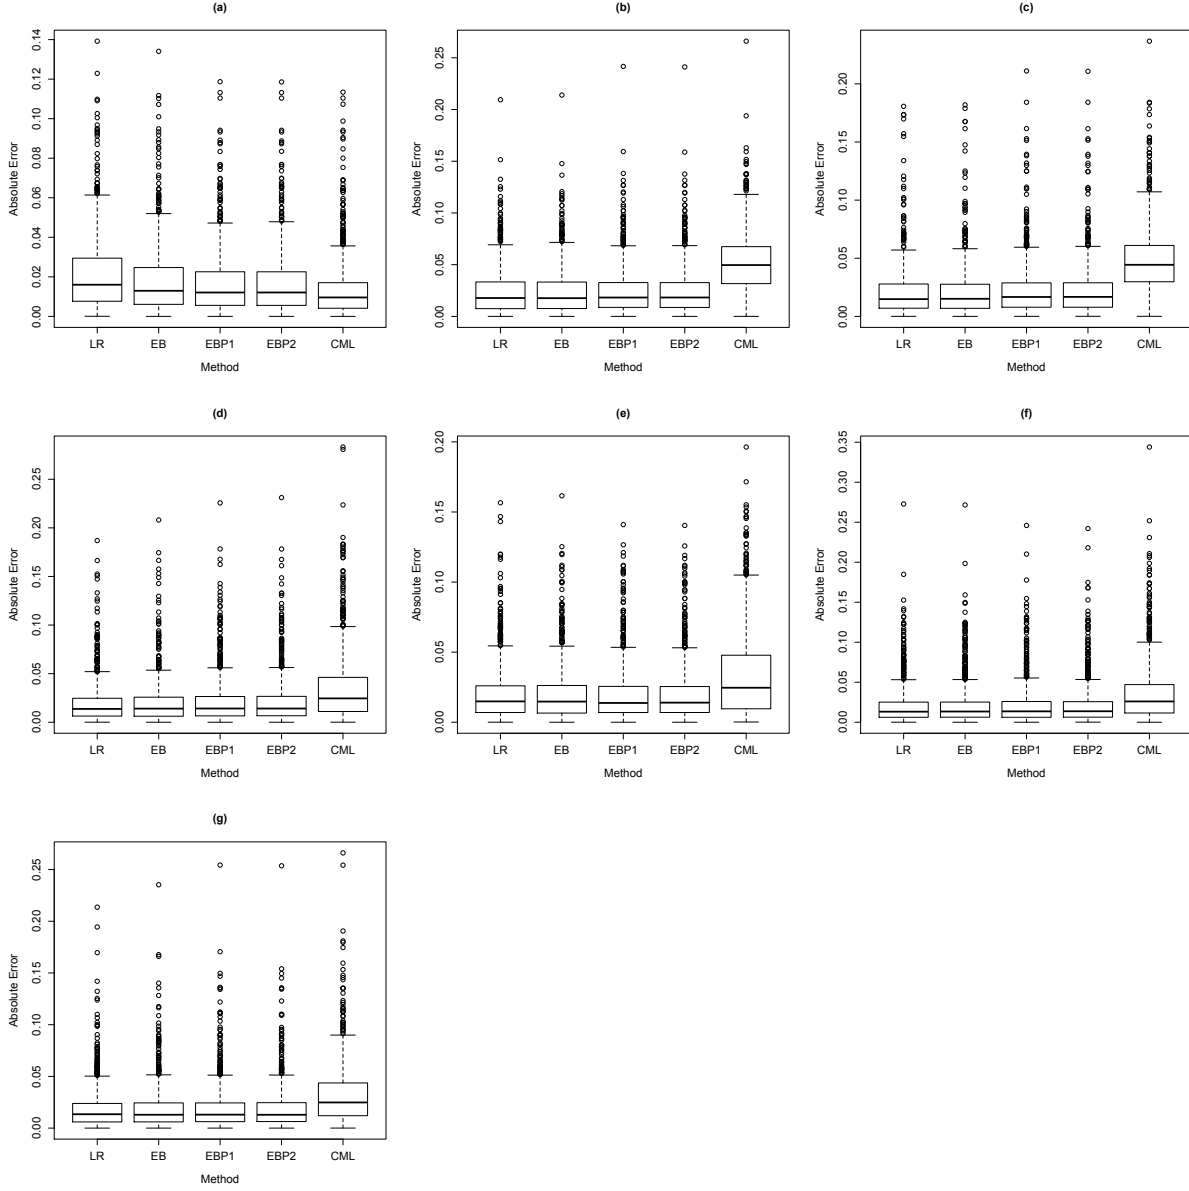 (a)
Absolute Error
0.00 0.02 0.04 0.06 0.08 0.10 0.12 0.14
LR EB EBP1 EBP2 CML
Method
(b)
Absolute Error
0.00 0.05 0.10 0.15 0.20 0.25
LR EB EBP1 EBP2 CML
Method
(c)
Absolute Error
0.00 0.05 0.10 0.15 0.20
LR EB EBP1 EBP2 CML
Method
(d)
Absolute Error
0.00 0.05 0.10 0.15 0.20 0.25
LR EB EBP1 EBP2 CML
Method
(e)
Absolute Error
0.00 0.05 0.10 0.15 0.20
LR EB EBP1 EBP2 CML
Method
(f)
Absolute Error
0.00 0.05 0.10 0.15 0.20 0.25 0.30 0.35
LR EB EBP1 EBP2 CML
Method
(g)
Absolute Error
0.00 0.05 0.10 0.15 0.20 0.25
LR EB EBP1 EBP2 CML
Method